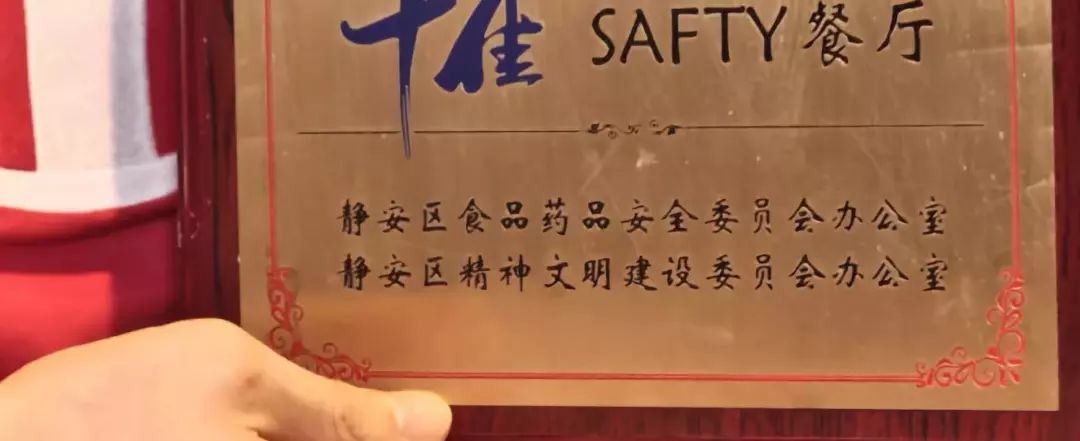 十佳 SAFTY 餐厅
静安区食品药品安全委员会办公室
静安区精神文明建设委员会办公室